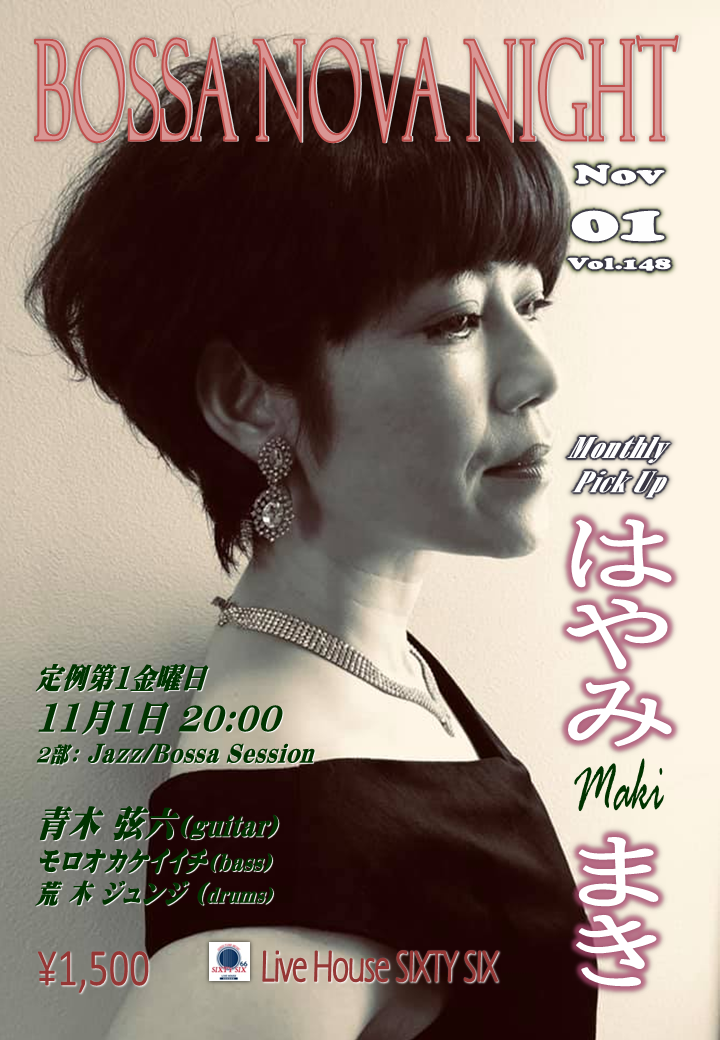 BOSSA NOVA NIGHT
Nov
01
Vol.148
Monthly
Pick Up
はやみ
Maki
まき
定例第1金曜日
11月1日 20:00
2部: Jazz/Bossa Session
青木 弦六(guitar)
モロオカケイイチ(bass)
荒木 ジュンジ (drums)
¥1,500
66
SIXTY SIX
Live House SIXTY SIX